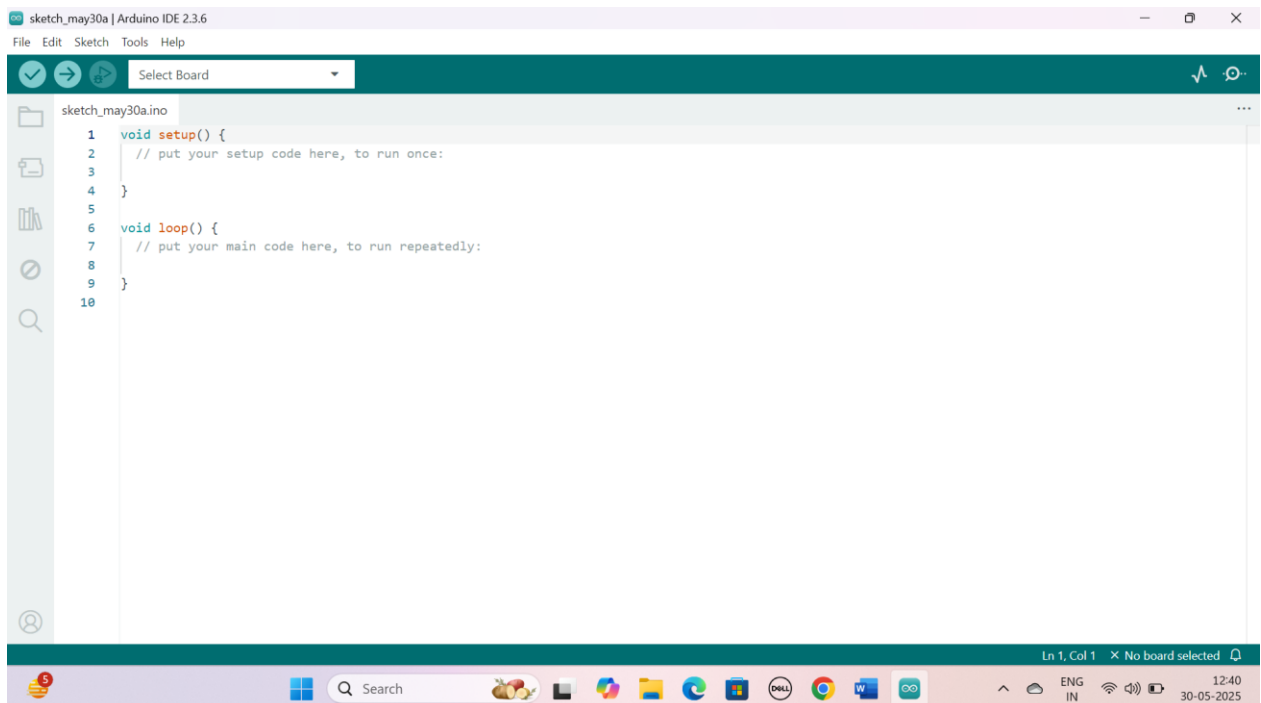 sketch_may30a | Arduino IDE 2.3.6
File Edit Sketch Tools Help
Select Board
sketch_may30a.ino
1 void setup() {
2 // put your setup code here, to run once:
3
4 }
5
6 void loop() {
7 // put your main code here, to run repeatedly:
8
9 }
10
Ln 1, Col 1 × No board selected
5
Search
DELL
W
ENG
IN
12:40
30-05-2025